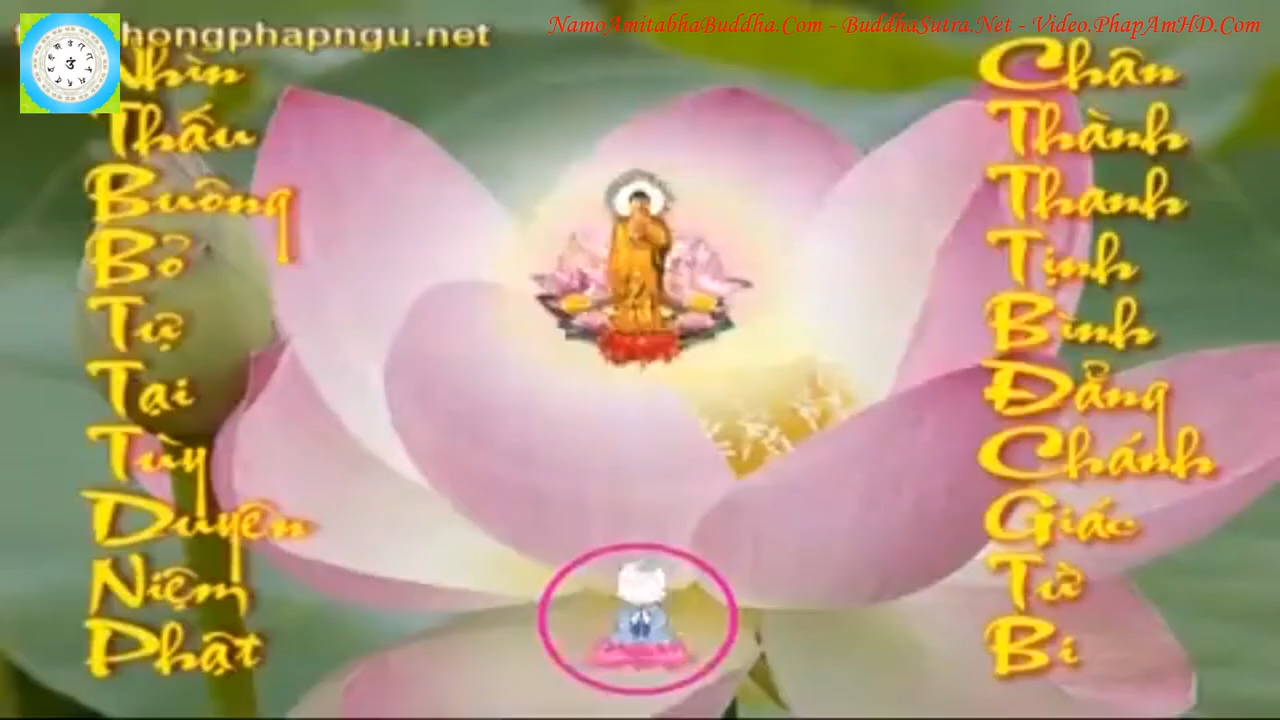 NamoAmitabhaBuddha.Com - BuddhaSutra.Net - Video.PhapAmHD.Com
hongphapngu.net
Nhìn
Thấu
Buông
Bỏ
Tự
Tại
Tùy
Duyên
Niệm
Phật
Chân
Thành
Thanh
Tịnh
Bình
Đẳng
Chánh
Giác
Từ
Bi